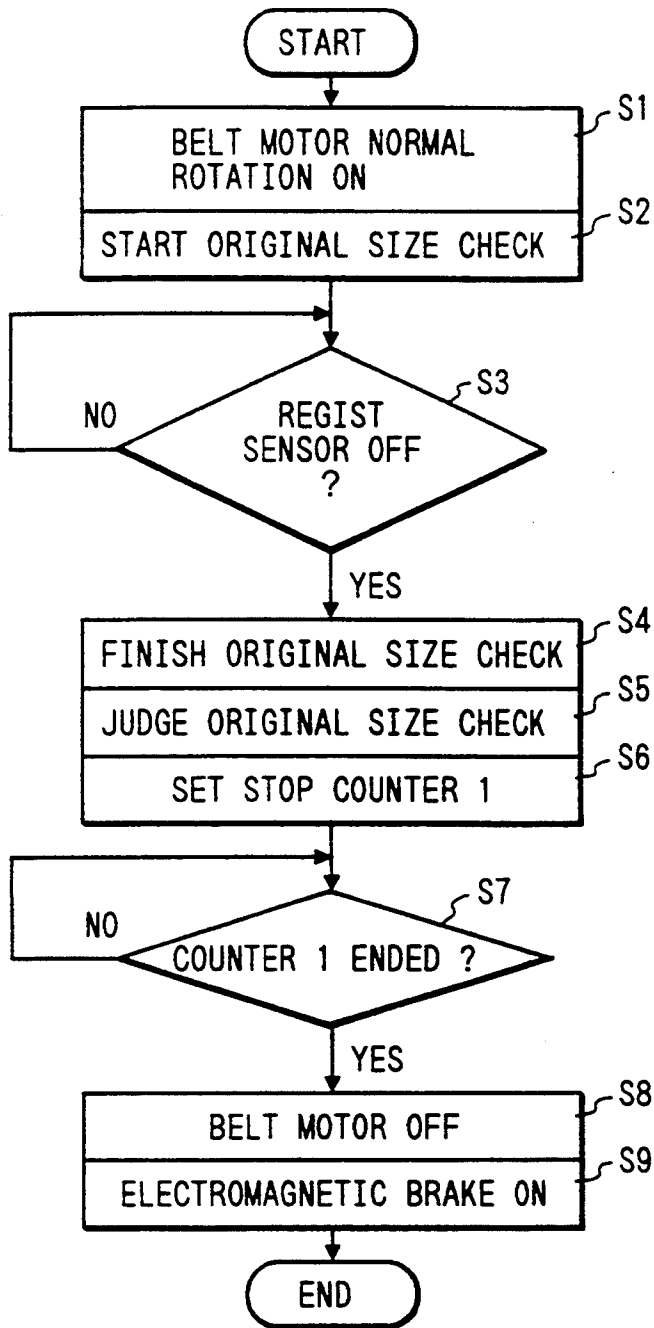 START
S1
BELT MOTOR NORMAL
ROTATION ON
S2
START ORIGINAL SIZE CHECK
S3
NO
REGIST
SENSOR OFF
?
YES
S4
FINISH ORIGINAL SIZE CHECK
S5
JUDGE ORIGINAL SIZE CHECK
S6
SET STOP COUNTER 1
S7
NO
COUNTER 1 ENDED ?
YES
S8
BELT MOTOR OFF
S9
ELECTROMAGNETIC BRAKE ON
END